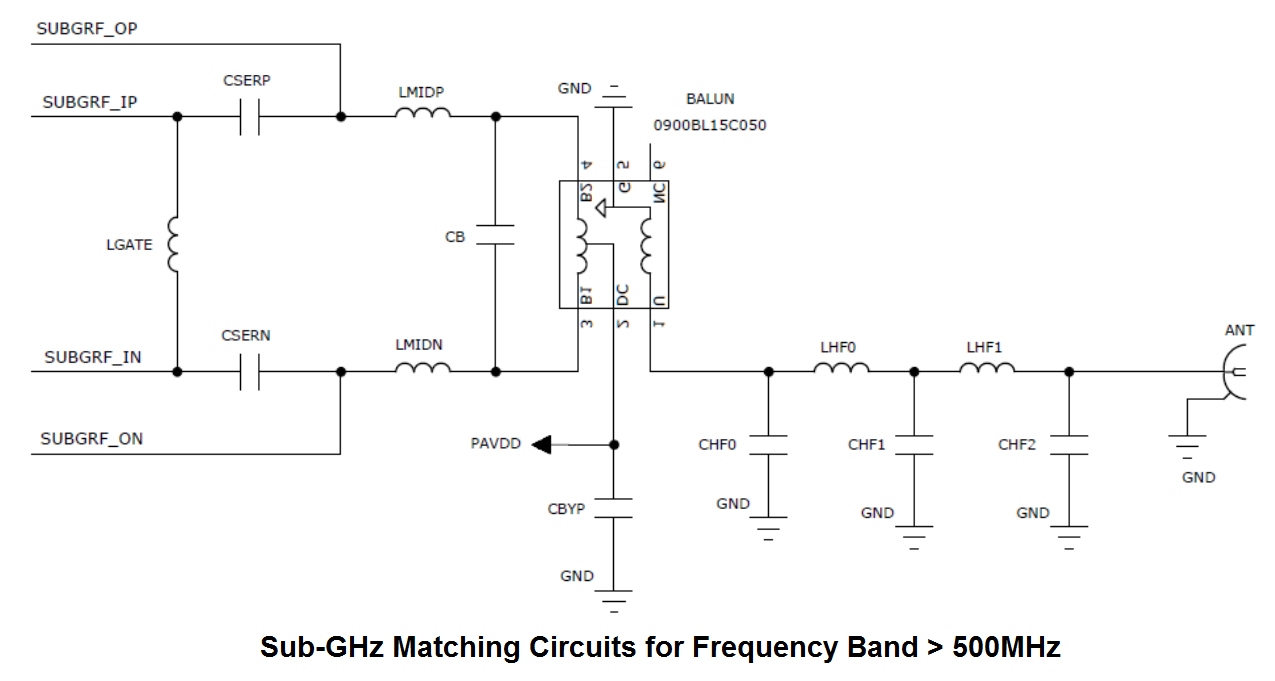 SUBGRF_OP
CSERP
LMIDP
GND
BALUN
0900BL15C050
SUBGRF_IP
4
5
6
B2
G
NC
LGATE
CB
B1
DC
U
3
2
1
CSERN
LMIDN
SUBGRF_IN
LHF0
LHF1
ANT
SUBGRF_ON
PAVDD
CHF0
CHF1
CHF2
GND
CBYP
GND
GND
GND
GND
Sub-GHz Matching Circuits for Frequency Band > 500MHz